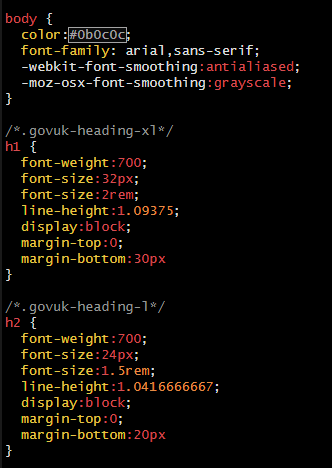 body {
  color:#0b0c0c;
  font-family: arial,sans-serif;
  -webkit-font-smoothing:antialiased;
  -moz-osx-font-smoothing:grayscale;
}
/*.govuk-heading-xl*/
h1 {
  font-weight:700;
  font-size:32px;
  font-size:2rem;
  line-height:1.09375;
  display:block;
  margin-top:0;
  margin-bottom:30px
}
/*.govuk-heading-l*/
h2 {
  font-weight:700;
  font-size:24px;
  font-size:1.5rem;
  line-height:1.0416666667;
  display:block;
  margin-top:0;
  margin-bottom:20px
}